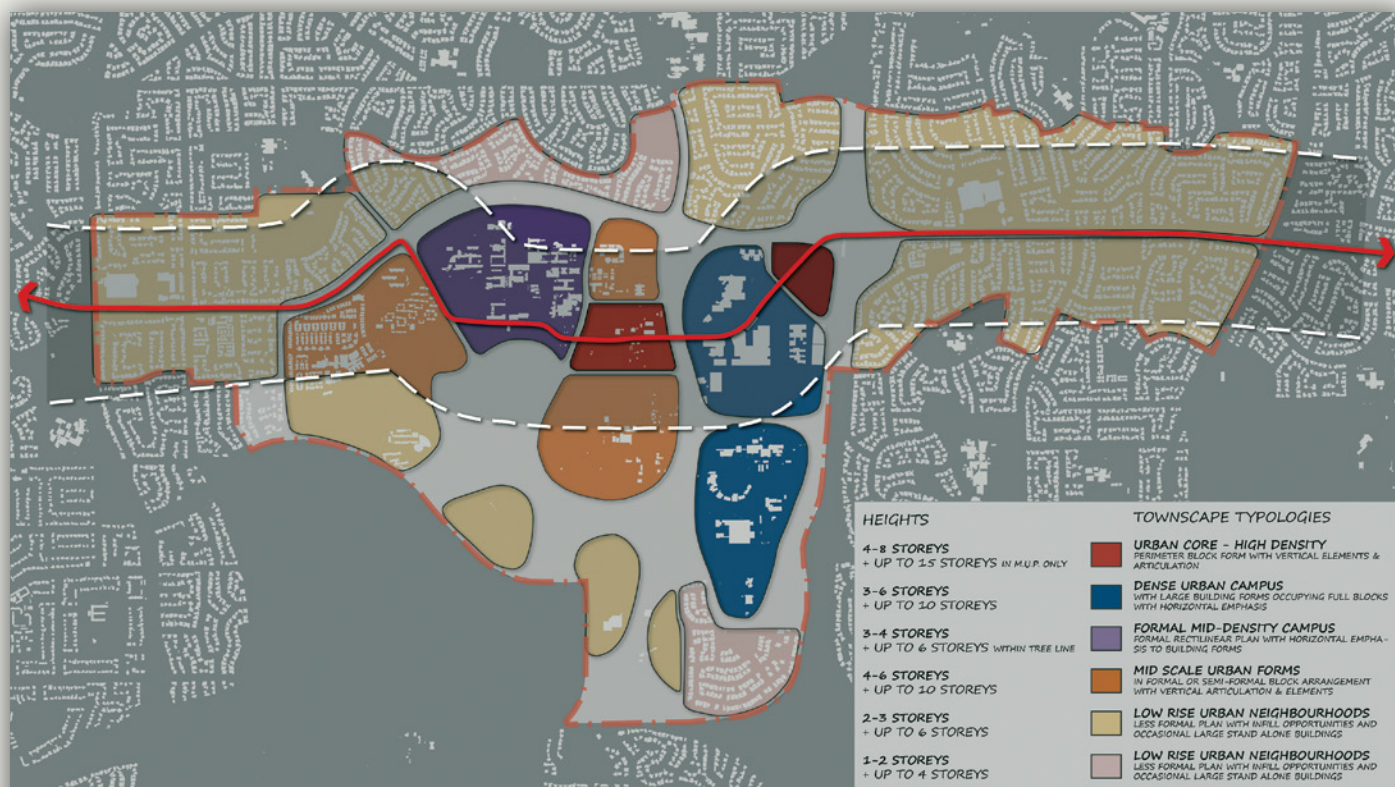 HEIGHTS
4-8 STOREYS
+ UP TO 15 STOREYS IN M.U.P. ONLY
3-6 STOREYS
+ UP TO 10 STOREYS
3-4 STOREYS
+ UP TO 6 STOREYS WITHIN TREE LINE
4-6 STOREYS
+ UP TO 10 STOREYS
2-3 STOREYS
+ UP TO 6 STOREYS
1-2 STOREYS
+ UP TO 4 STOREYS
TOWNSCAPE TYPOLOGIES
URBAN CORE - HIGH DENSITY
PERIMETER BLOCK FORM WITH VERTICAL ELEMENTS &
ARTICULATION
DENSE URBAN CAMPUS
WITH LARGE BUILDING FORMS OCCUPYING FULL BLOCKS
WITH HORIZONTAL EMPHASIS
FORMAL MID-DENSITY CAMPUS
FORMAL RECTILINEAR PLAN WITH HORIZONTAL EMPHA-
SIS TO BUILDING FORMS
MID SCALE URBAN FORMS
IN FORMAL OR SEMI-FORMAL BLOCK ARRANGEMENT
WITH VERTICAL ARTICULATION & ELEMENTS
LOW RISE URBAN NEIGHBOURHOODS
LESS FORMAL PLAN WITH INFILL OPPORTUNITIES AND
OCCASIONAL LARGE STAND ALONE BUILDINGS
LOW RISE URBAN NEIGHBOURHOODS
LESS FORMAL PLAN WITH INFILL OPPORTUNITIES AND
OCCASIONAL LARGE STAND ALONE BUILDINGS